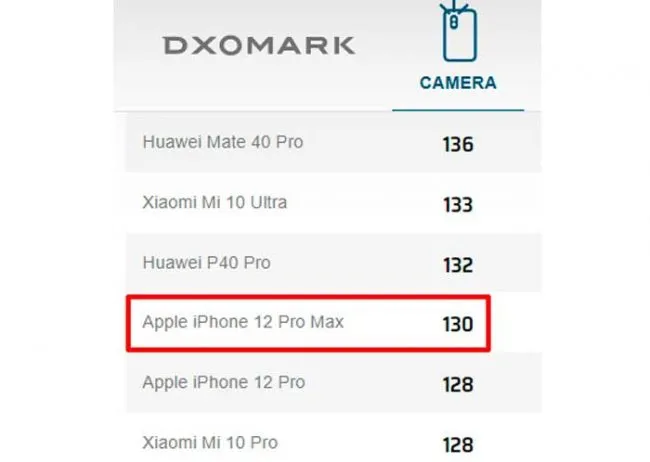 DXOMARK
CAMERA
Huawei Mate 40 Pro 136
Xiaomi Mi 10 Ultra 133
Huawei P40 Pro 132
Apple iPhone 12 Pro Max 130
Apple iPhone 12 Pro 128
Xiaomi Mi 10 Pro 128